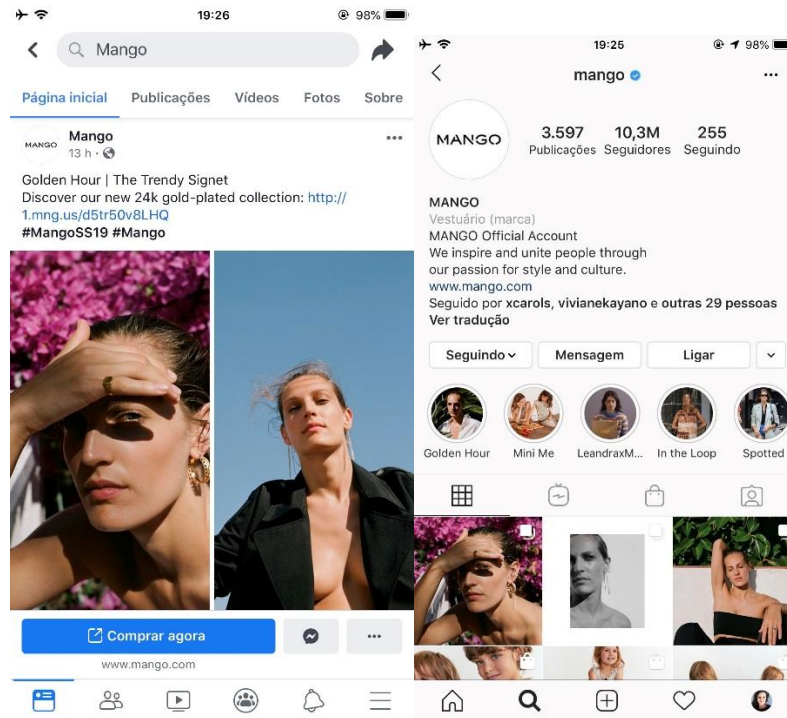 19:26
98%
Mango
Página inicial
Publicações
Vídeos
Fotos
Sobre
MANGO
Mango
13 h ·
Golden Hour | The Trendy Signet
Discover our new 24k gold-plated collection: http://
1.mng.us/d5tr50v8LHQ
#MangoSS19 #Mango
Comprar agora
www.mango.com
19:25
98%
mango
MANGO
3.597 10,3M 255
Publicações Seguidores Seguindo
MANGO
Vestuário (marca)
MANGO Official Account
We inspire and unite people through
our passion for style and culture.
www.mango.com
Seguido por xcarols, vivianekayano e outras 29 pessoas
Ver tradução
Seguindo
Mensagem
Ligar
Golden Hour
Mini Me
LeandraxM...
In the Loop
Spotted